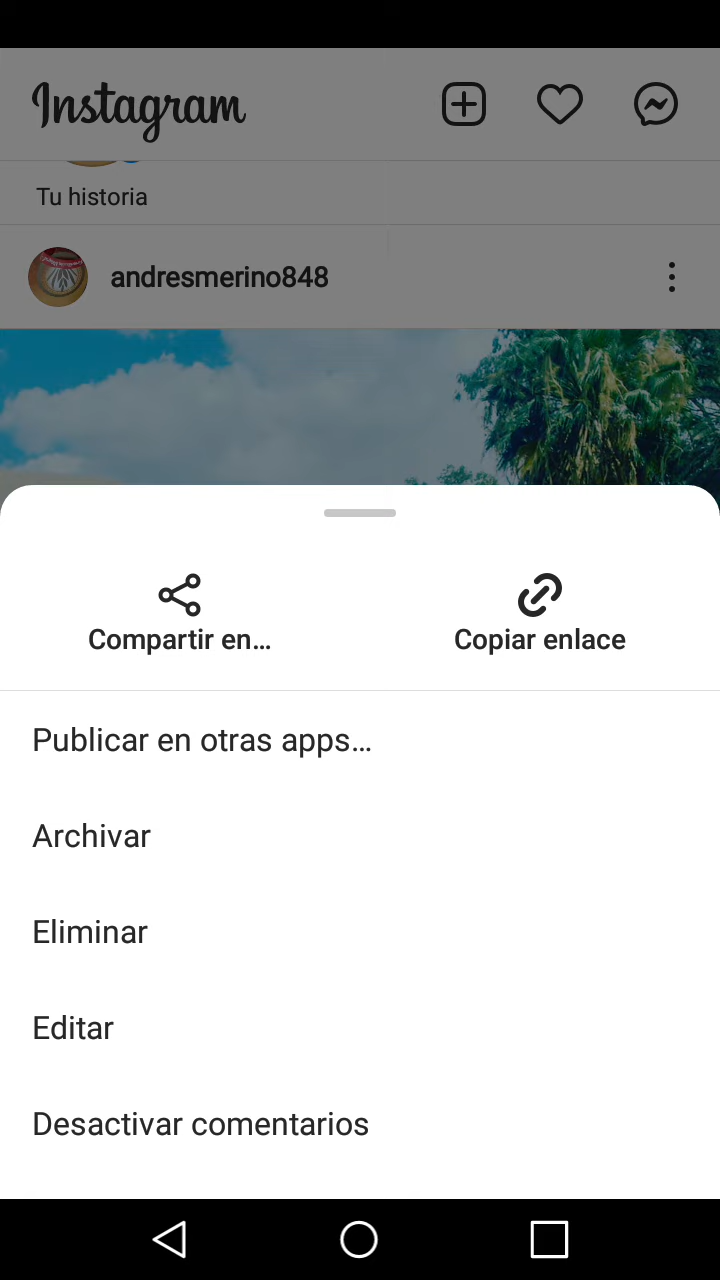 Instagram
Tu historia
andresmerino848
Compartir en...
Copiar enlace
Publicar en otras apps...
Archivar
Eliminar
Editar
Desactivar comentarios